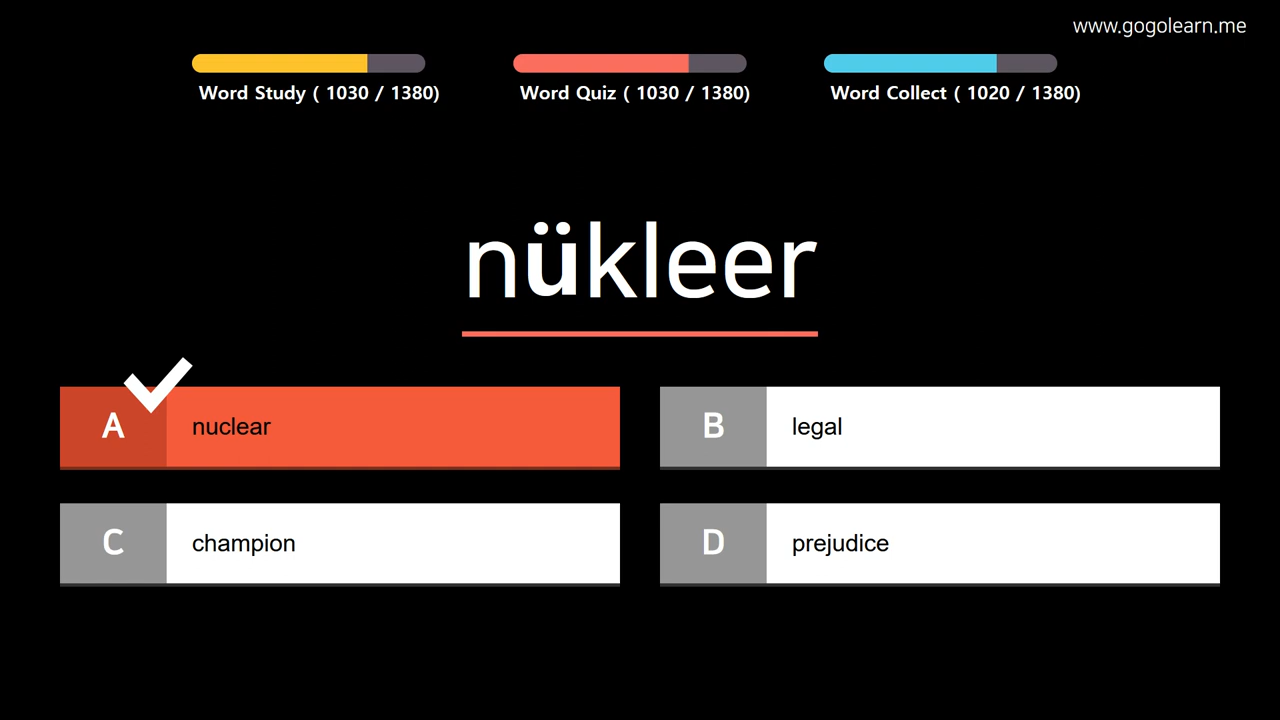 www.gogolearn.me
Word Study ( 1030 / 1380)
Word Quiz ( 1030 / 1380)
Word Collect ( 1020 / 1380)
nükleer
A nuclear
B legal
C champion
D prejudice